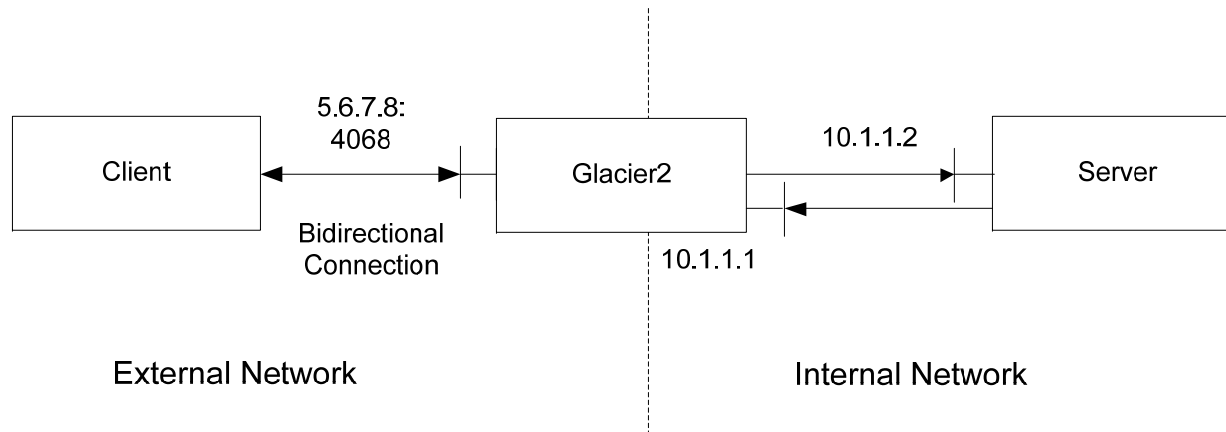 5.6.7.8:
4068
10.1.1.2
Client
Glacier2
Server
Bidirectional
Connection
10.1.1.1
External Network
Internal Network